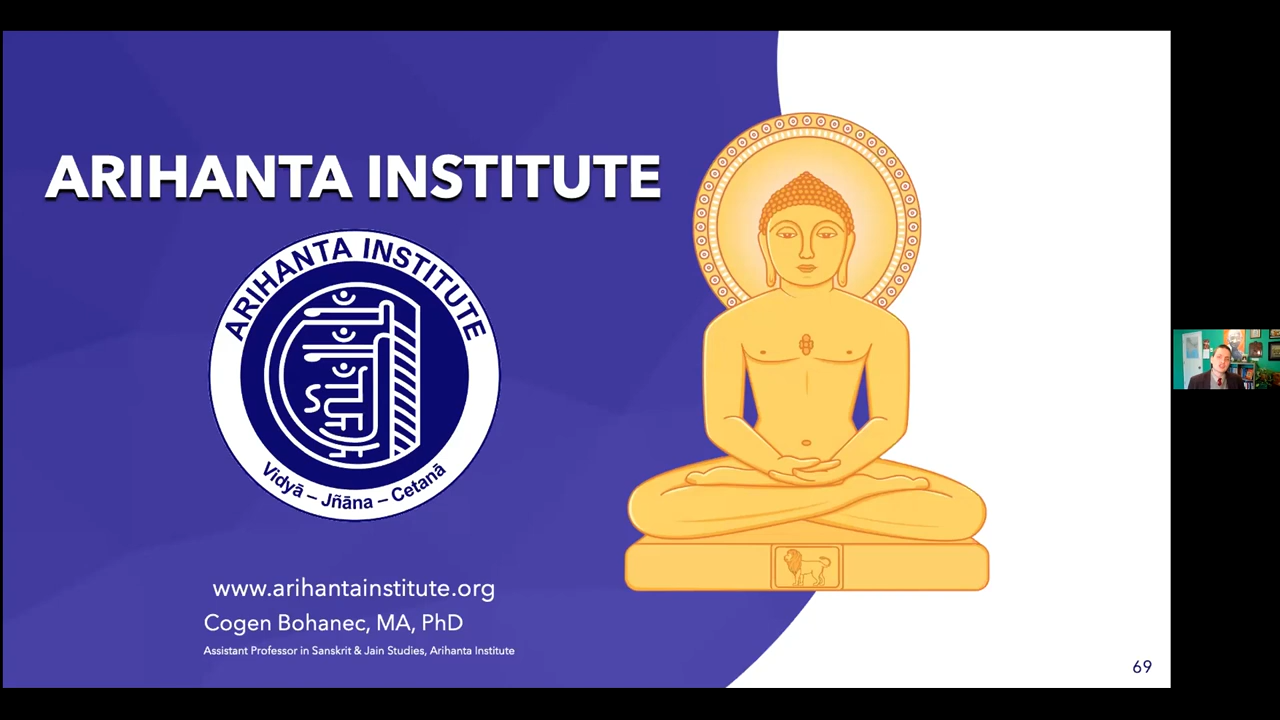 ARIHANTA INSTITUTE
ARIHANTA INSTITUTE
Vidyā – Jñāna – Cetanā
www.arihantainstitute.org
Cogen Bohanec, MA, PhD
Assistant Professor in Sanskrit & Jain Studies, Arihanta Institute
69